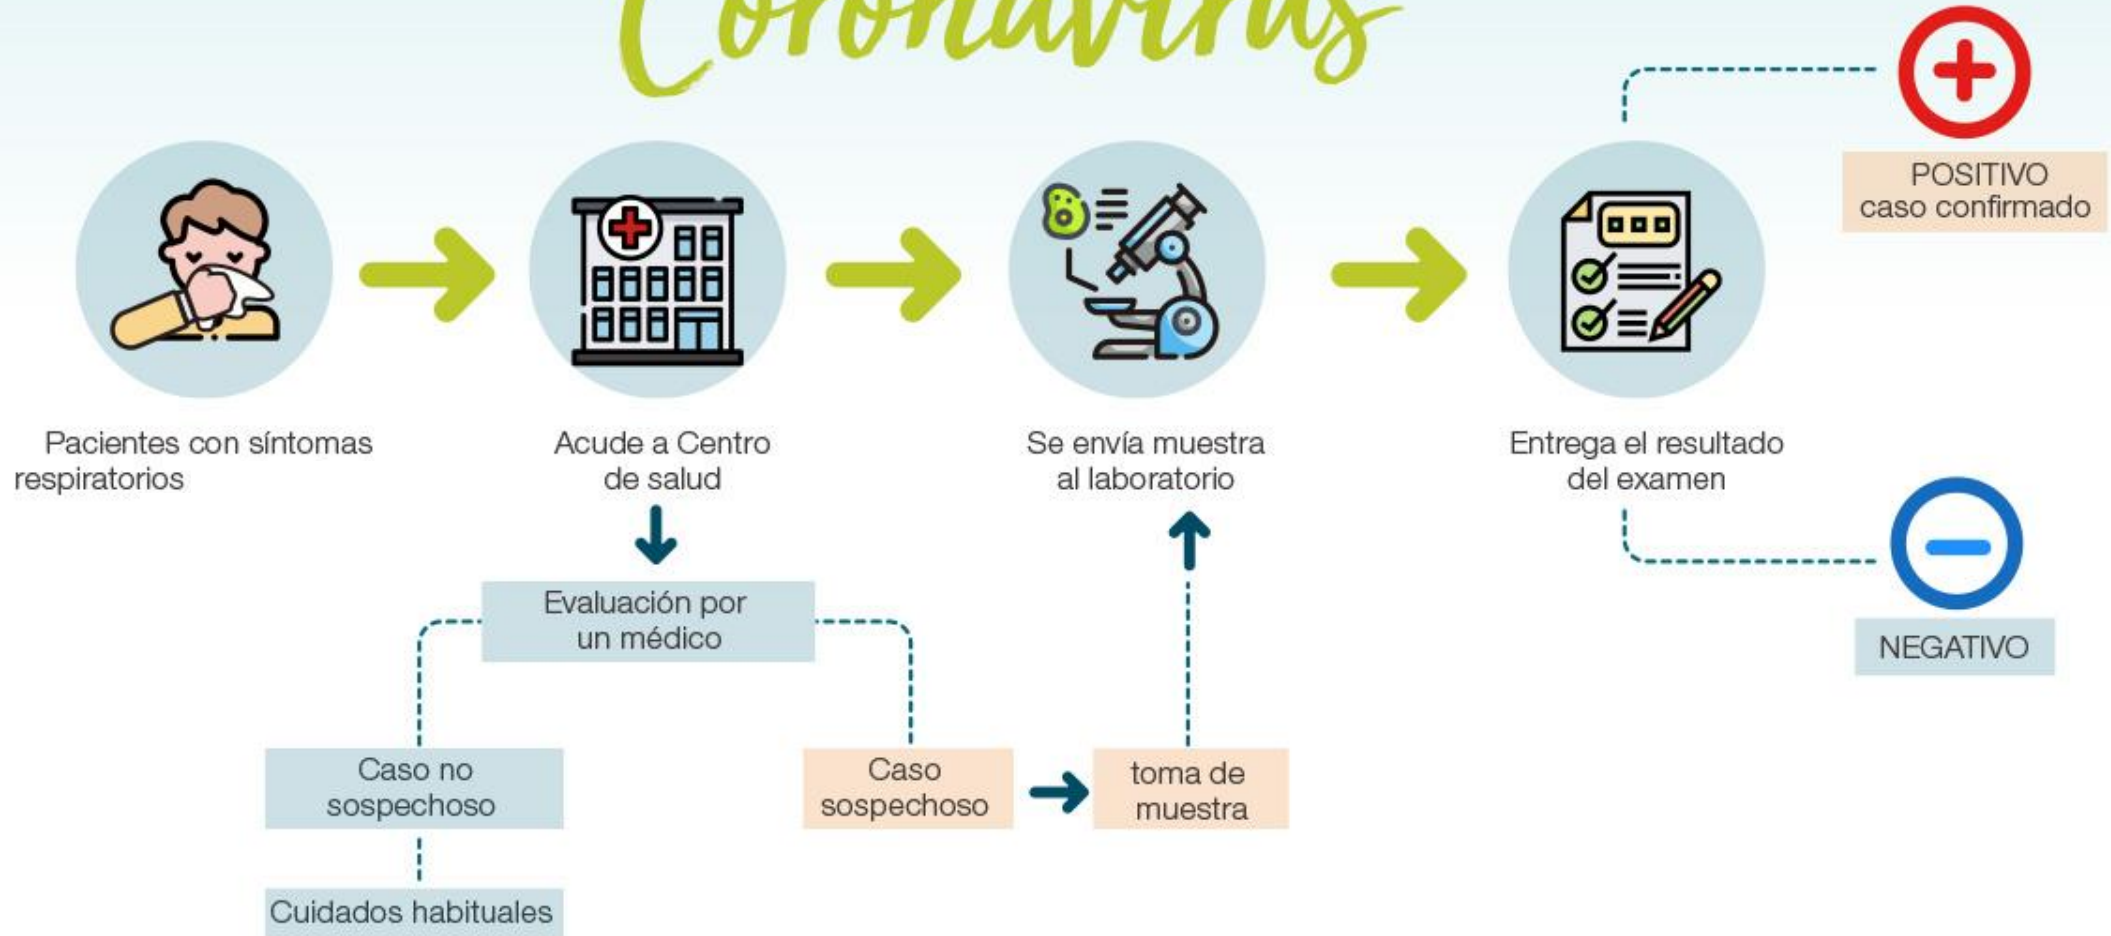 Coronavirus
POSITIVO
caso confirmado
Pacientes con síntomas
respiratorios
Acude a Centro
de salud
Se envía muestra
al laboratorio
Entrega el resultado
del examen
Evaluación por
un médico
NEGATIVO
Caso no
sospechoso
Caso
sospechoso
toma de
muestra
Cuidados habituales